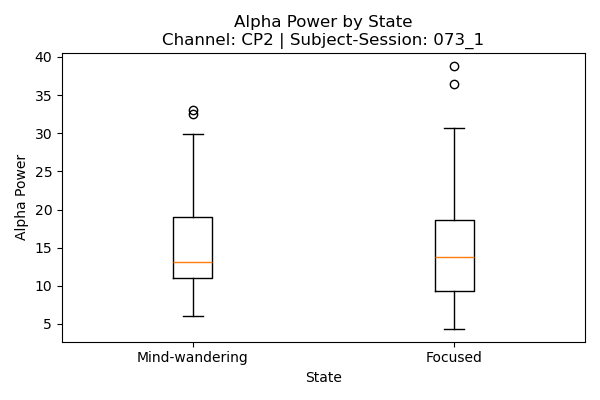 Alpha Power by State
Channel: CP2 | Subject-Session: 073_1
40
35
30
25
20
15
10
5
Alpha Power
Mind-wandering
Focused
State